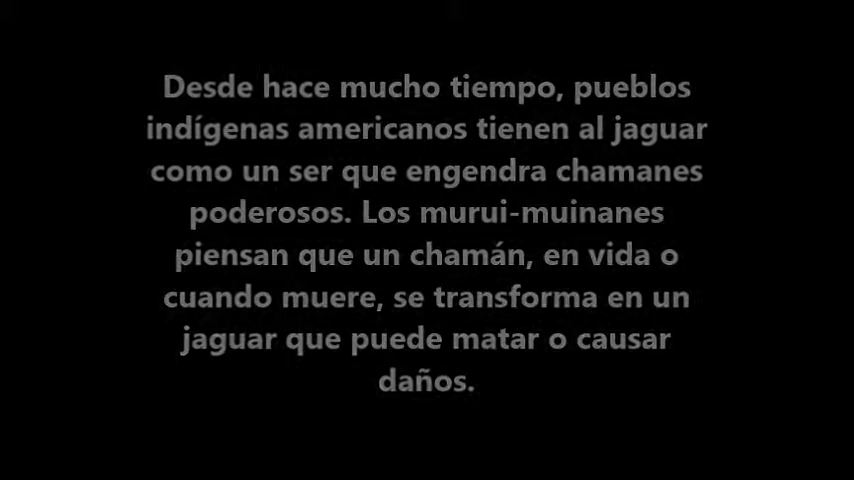 Desde hace mucho tiempo, pueblos
indígenas americanos tienen al jaguar
como un ser que engendra chamanes
poderosos. Los murui-muinanes
piensan que un chamán, en vida o
cuando muere, se transforma en un
jaguar que puede matar o causar
daños.